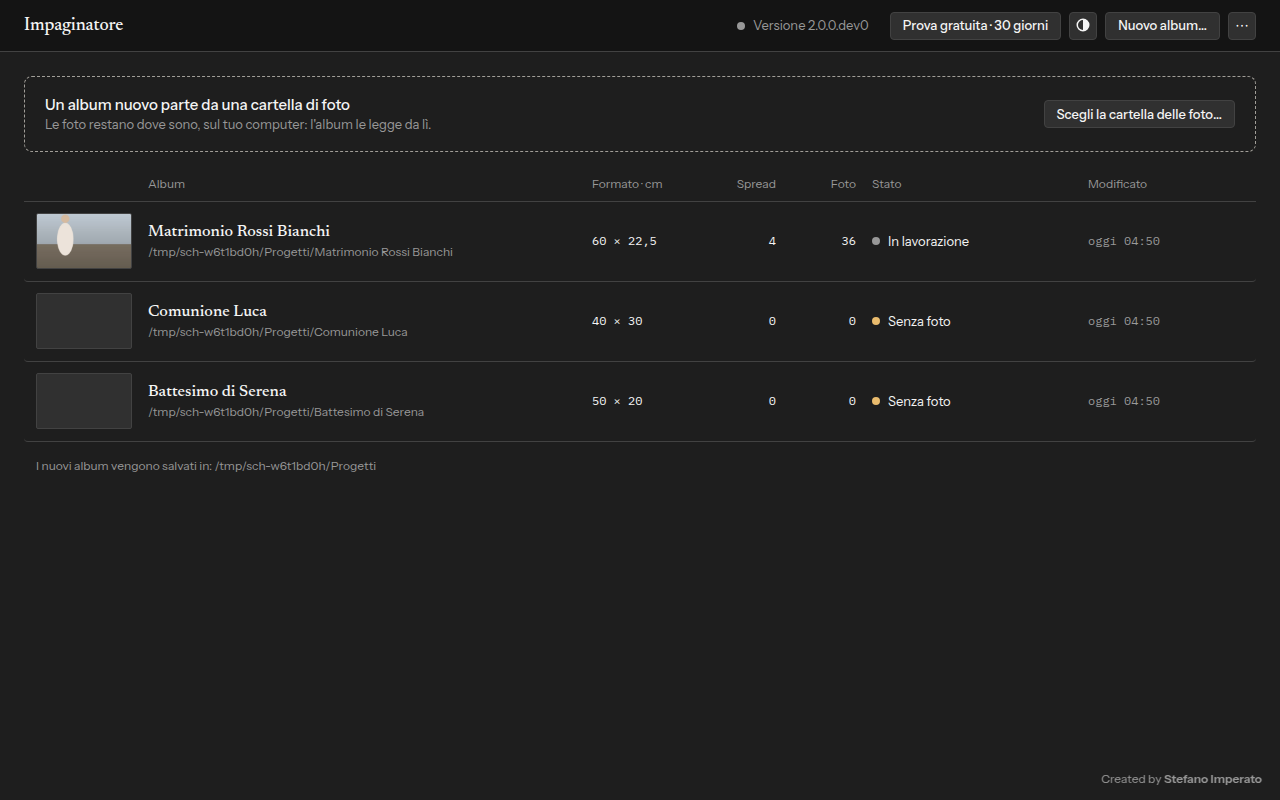 Impaginatore
Versione 2.0.0.dev0
Prova gratuita · 30 giorni
Nuovo album...
Un album nuovo parte da una cartella di foto
Le foto restano dove sono, sul tuo computer: l'album le legge da lì.
Scegli la cartella delle foto...
Album Formato · cm Spread Foto Stato Modificato
Matrimonio Rossi Bianchi
/tmp/sch-w6t1bd0h/Progetti/Matrimonio Rossi Bianchi
60 × 22,5 4 36 In lavorazione oggi 04:50
Comunione Luca
/tmp/sch-w6t1bd0h/Progetti/Comunione Luca
40 × 30 0 0 Senza foto oggi 04:50
Battesimo di Serena
/tmp/sch-w6t1bd0h/Progetti/Battesimo di Serena
50 × 20 0 0 Senza foto oggi 04:50
I nuovi album vengono salvati in: /tmp/sch-w6t1bd0h/Progetti
Created by Stefano Imperato